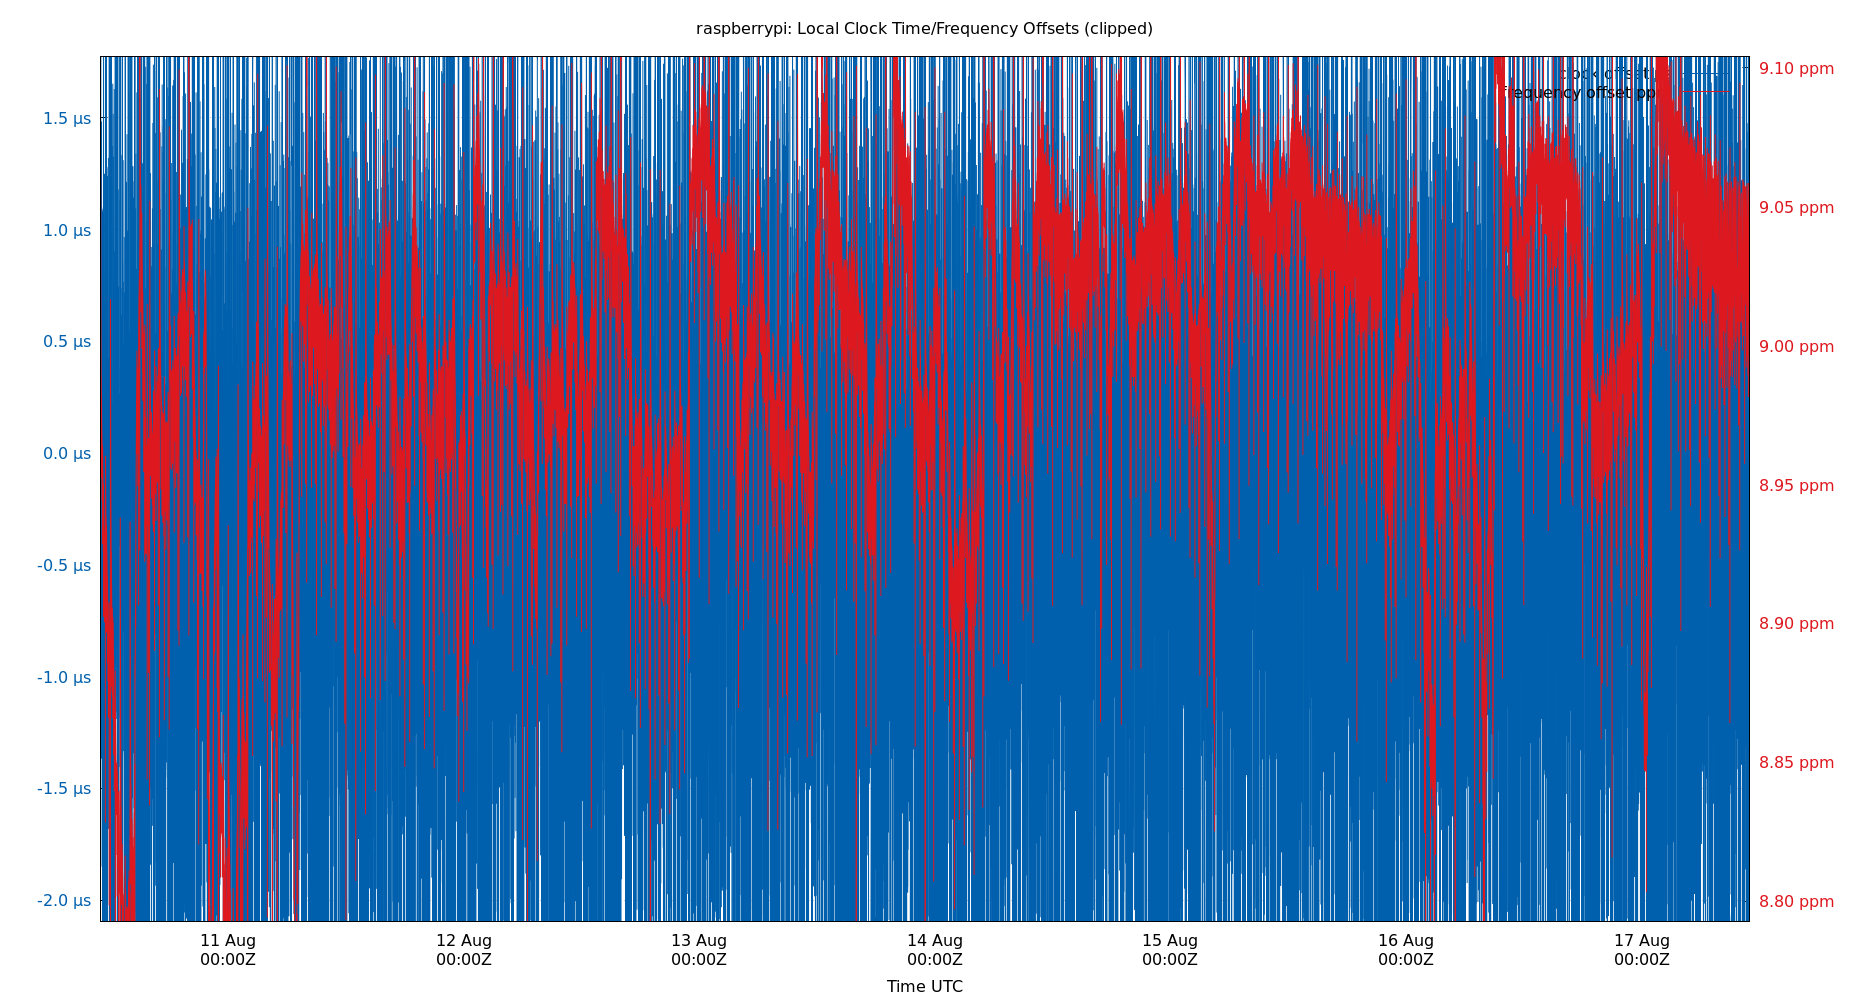 raspberrypi: Local Clock Time/Frequency Offsets (clipped)
clock offset
frequency offset pp
1.5 µs
1.0 µs
0.5 µs
0.0 µs
-0.5 µs
-1.0 µs
-1.5 µs
-2.0 µs
9.10 ppm
9.05 ppm
9.00 ppm
8.95 ppm
8.90 ppm
8.85 ppm
8.80 ppm
11 Aug
00:00Z
12 Aug
00:00Z
13 Aug
00:00Z
14 Aug
00:00Z
15 Aug
00:00Z
16 Aug
00:00Z
17 Aug
00:00Z
Time UTC